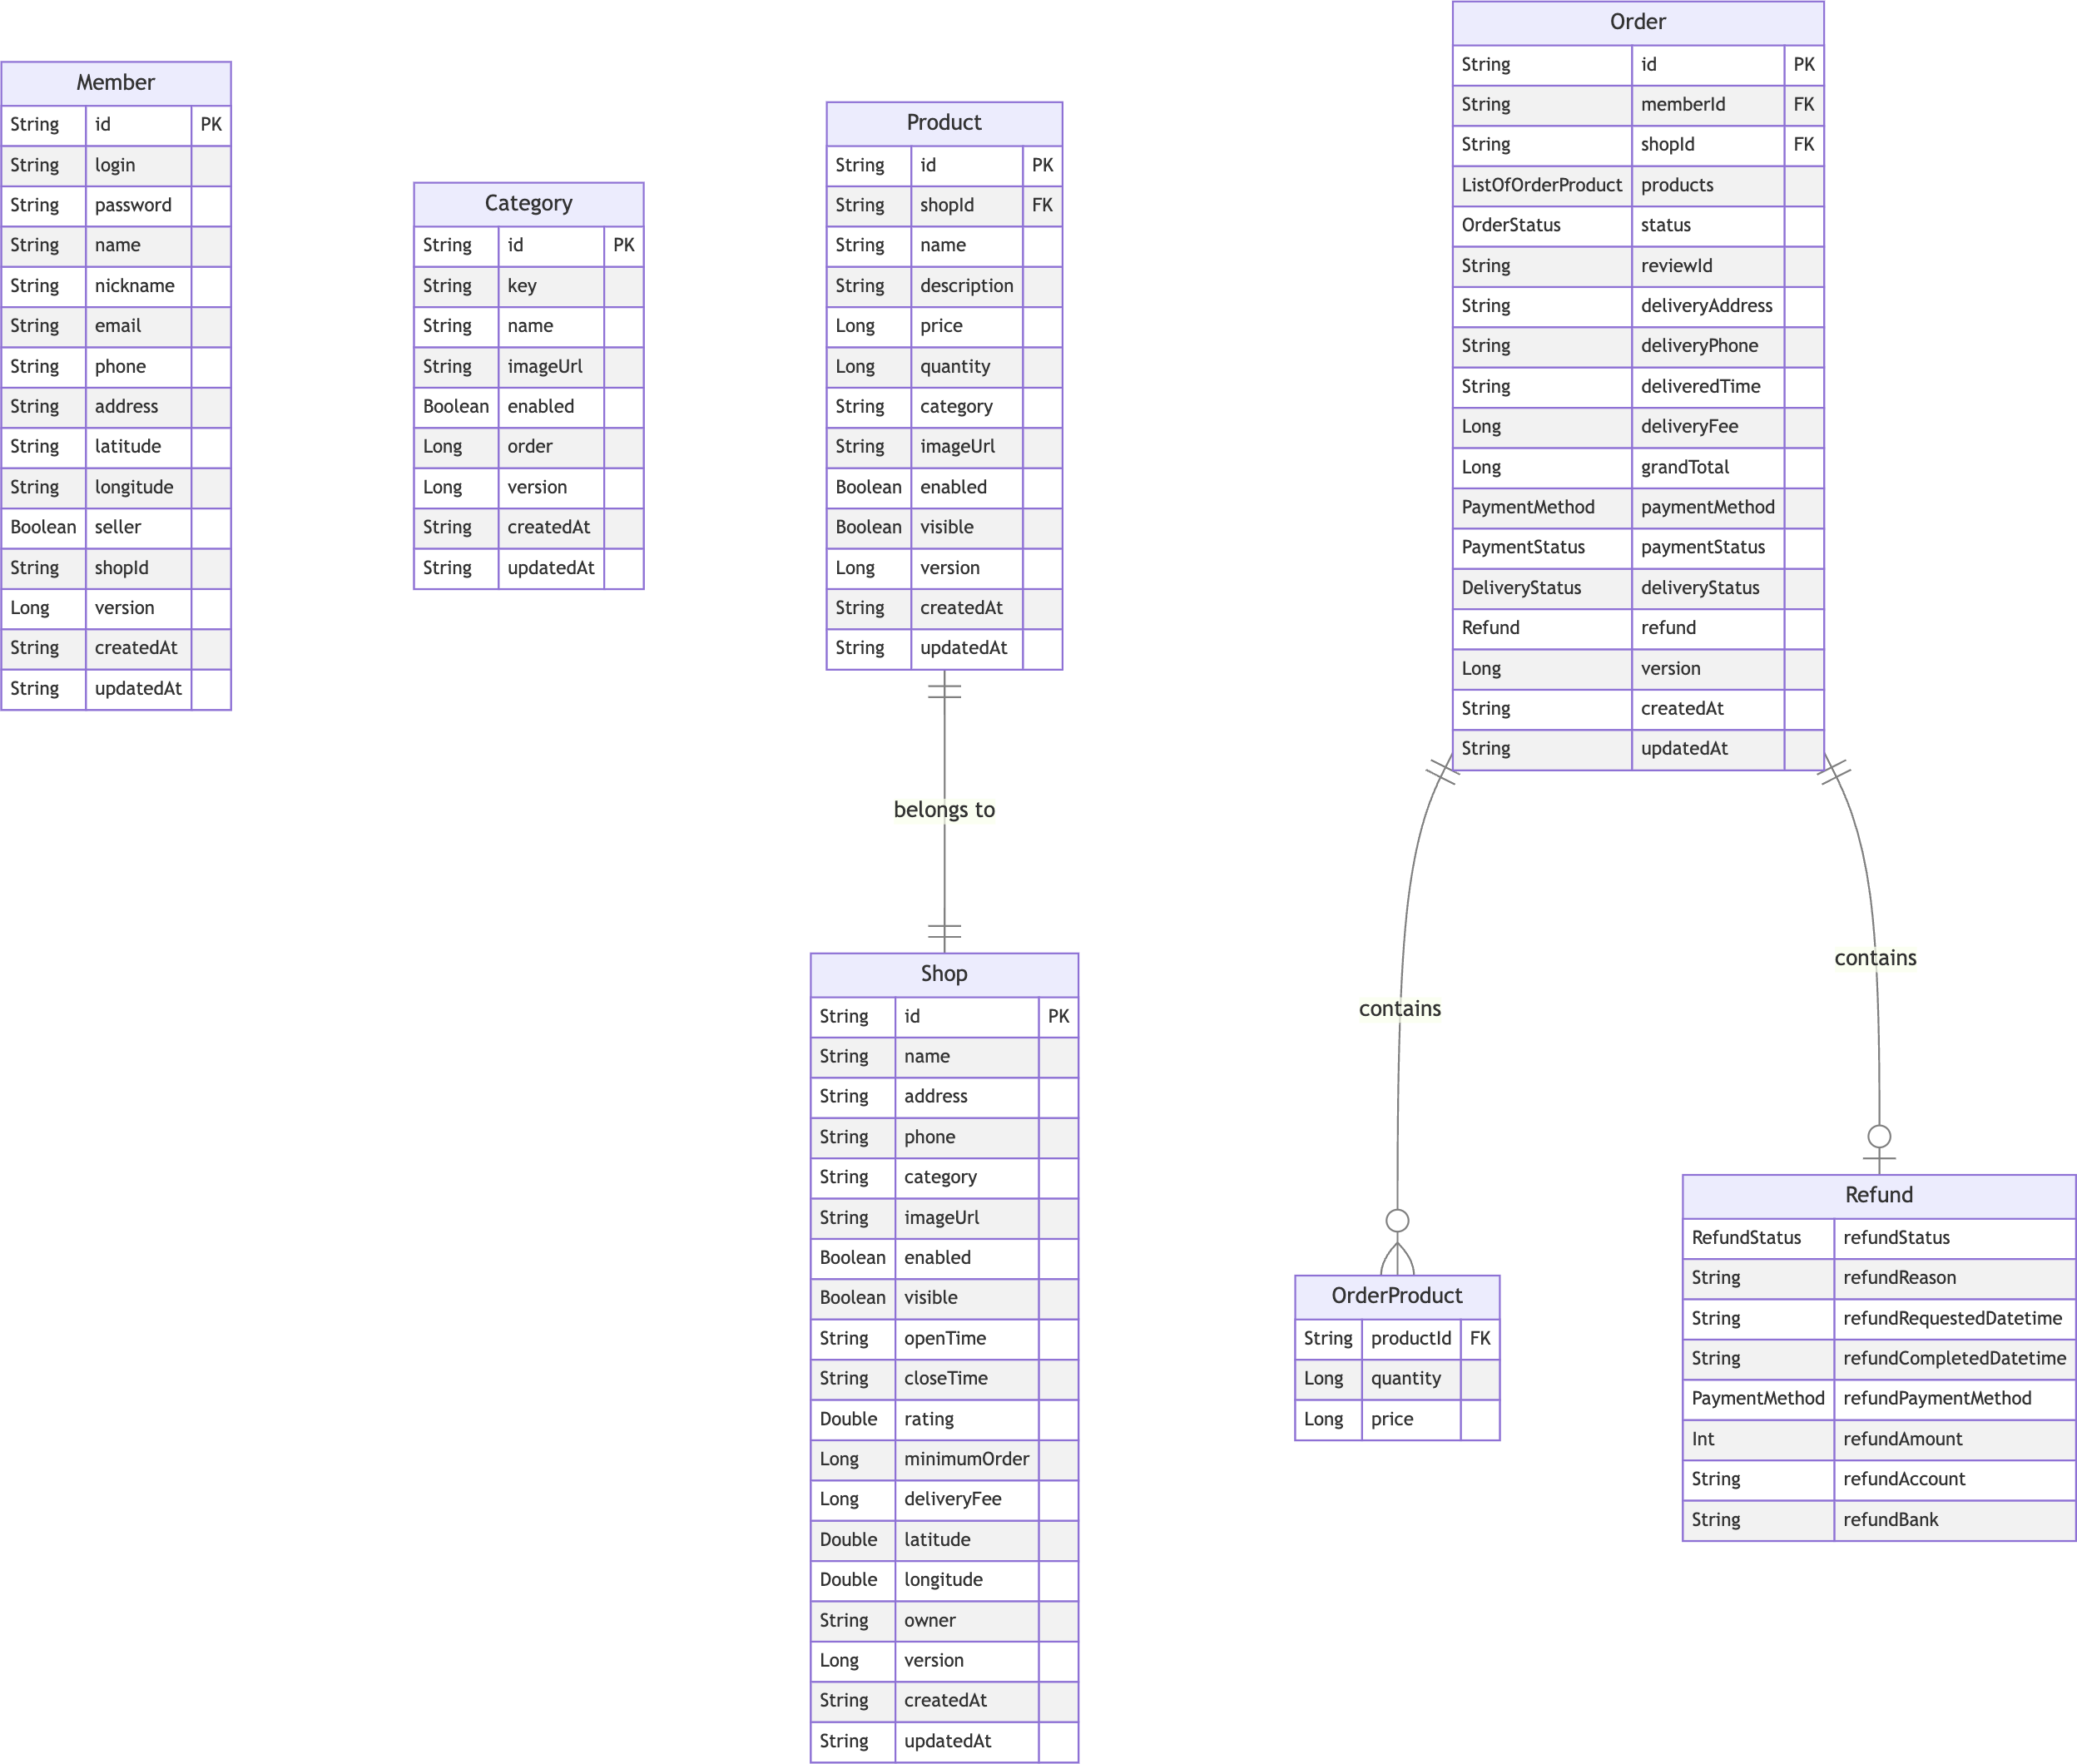 Member
String id PK
String login
String password
String name
String nickname
String email
String phone
String address
String latitude
String longitude
Boolean seller
String shopId
Long version
String createdAt
String updatedAt
Category
String id PK
String key
String name
String imageUrl
Boolean enabled
Long order
Long version
String createdAt
String updatedAt
Product
String id PK
String shopId FK
String name
String description
Long price
Long quantity
String category
String imageUrl
Boolean enabled
Boolean visible
Long version
String createdAt
String updatedAt
belongs to
Shop
String id PK
String name
String address
String phone
String category
String imageUrl
Boolean enabled
Boolean visible
String openTime
String closeTime
Double rating
Long minimumOrder
Long deliveryFee
Double latitude
Double longitude
String owner
Long version
String createdAt
String updatedAt
Order
String id PK
String memberId FK
String shopId FK
ListOfOrderProduct products
OrderStatus status
String reviewId
String deliveryAddress
String deliveryPhone
String deliveredTime
Long deliveryFee
Long grandTotal
PaymentMethod paymentMethod
PaymentStatus paymentStatus
DeliveryStatus deliveryStatus
Refund refund
Long version
String createdAt
String updatedAt
contains
contains
OrderProduct
String productId FK
Long quantity
Long price
Refund
RefundStatus refundStatus
String refundReason
String refundRequestedDatetime
String refundCompletedDatetime
PaymentMethod refundPaymentMethod
Int refundAmount
String refundAccount
String refundBank